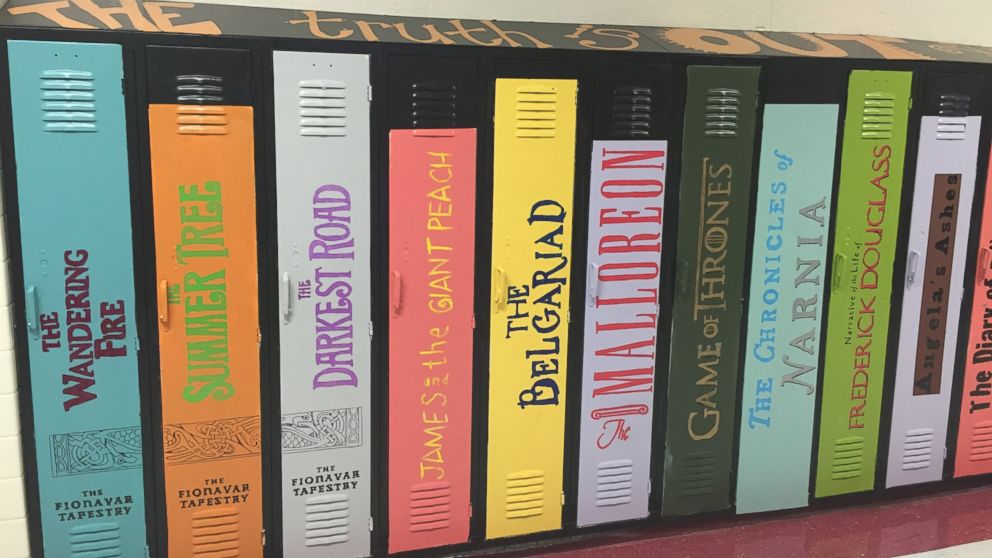 THE truth is OUT
THE
WANDERING
FIRE
THE
FIONAVAR
TAPESTRY
THE
SUMMER TREE
THE
FIONAVAR
TAPESTRY
THE
DARKEST ROAD
THE
FIONAVAR
TAPESTRY
JAMES and the GIANT PEACH
THE
BELGARIAD
The MALLOREON
GAME OF THRONES
THE CHRONICLES of
NARNIA
Narrative of the Life of
FREDERICK DOUGLASS
Angela's Ashes
The Diary of